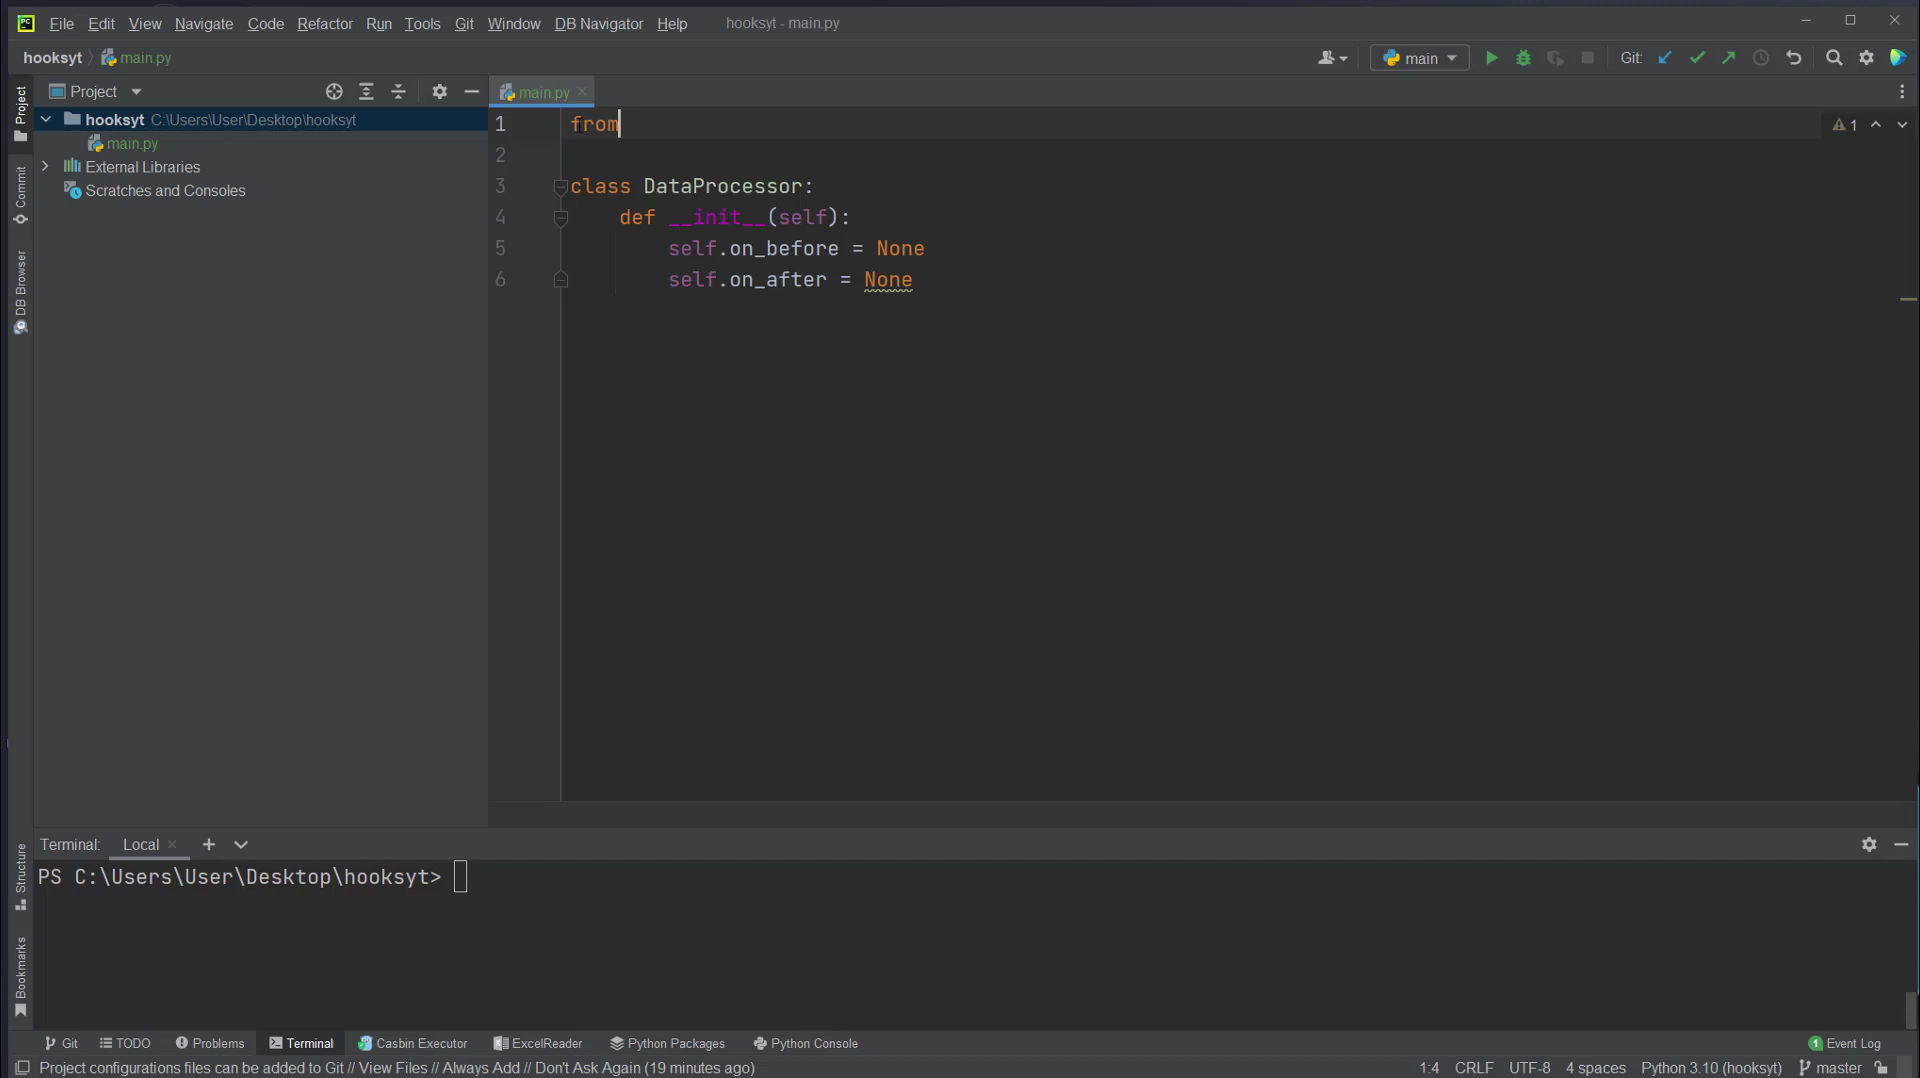 PC File Edit View Navigate Code Refactor Run Tools Git Window DB Navigator Help hooksyt - main.py
hooksyt main.py main Git:
Project main.py
hooksyt C:\Users\User\Desktop\hooksyt
main.py
External Libraries
Scratches and Consoles
Project
Commit
DB Browser
1 from 1
2
3 class DataProcessor:
4 def __init__(self):
5 self.on_before = None
6 self.on_after = None
Structure
Bookmarks
Terminal: Local
PS C:\Users\User\Desktop\hooksyt>
Git TODO Problems Terminal Casbin Executor ExcelReader Python Packages Python Console 1 Event Log
Project configurations files can be added to Git // View Files // Always Add // Don't Ask Again (19 minutes ago) 1:4 CRLF UTF-8 4 spaces Python 3.10 (hooksyt) master